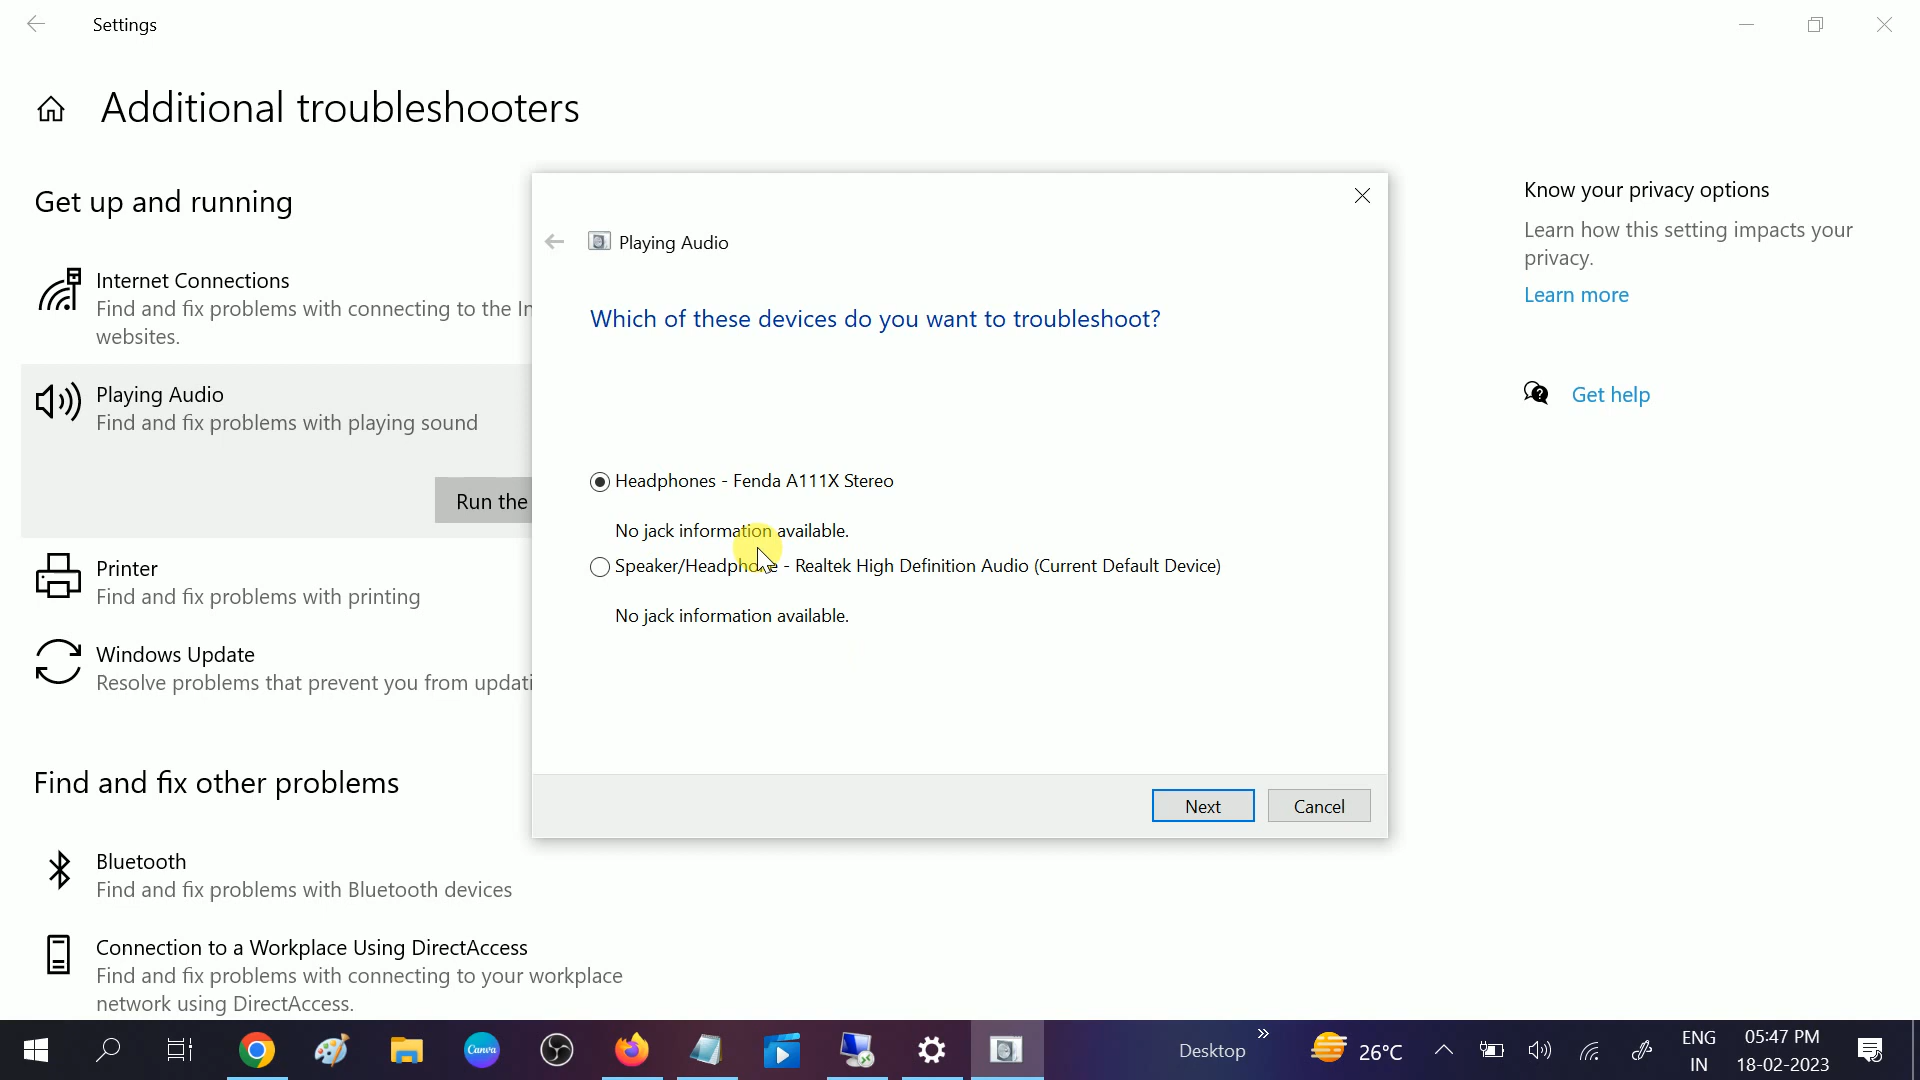 Settings
Additional troubleshooters
Get up and running
Internet Connections
Find and fix problems with connecting to the In
websites.
Playing Audio
Find and fix problems with playing sound
Run the
Printer
Find and fix problems with printing
Windows Update
Resolve problems that prevent you from updati
Find and fix other problems
Bluetooth
Find and fix problems with Bluetooth devices
Connection to a Workplace Using DirectAccess
Find and fix problems with connecting to your workplace
network using DirectAccess.
Playing Audio
Which of these devices do you want to troubleshoot?
Headphones - Fenda A111X Stereo
No jack information available.
Speaker/Headphone - Realtek High Definition Audio (Current Default Device)
No jack information available.
Next
Cancel
Know your privacy options
Learn how this setting impacts your
privacy.
Learn more
Get help
Canva
Desktop
26°C
ENG
IN
05:47 PM
18-02-2023